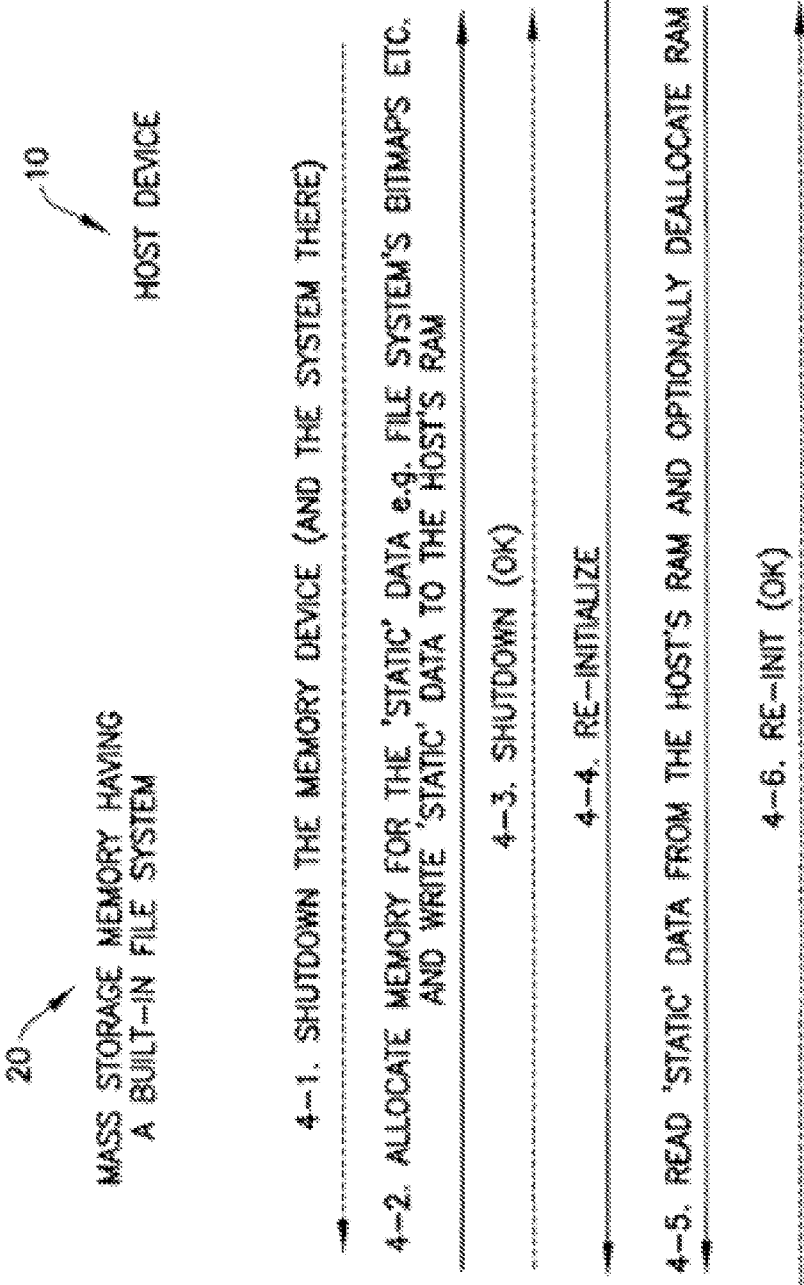 20
MASS STORAGE MEMORY HAVING
A BUILT-IN FILE SYSTEM
10
HOST DEVICE
4-1. SHUTDOWN THE MEMORY DEVICE (AND THE SYSTEM THERE)
4-2. ALLOCATE MEMORY FOR THE 'STATIC' DATA e.g. FILE SYSTEM'S BITMAPS ETC.
AND WRITE 'STATIC' DATA TO THE HOST'S RAM
4-3. SHUTDOWN (OK)
4-4. RE-INITIALIZE
4-5. READ 'STATIC' DATA FROM THE HOST'S RAM AND OPTIONALLY DEALLOCATE RAM
4-6. RE-INIT (OK)